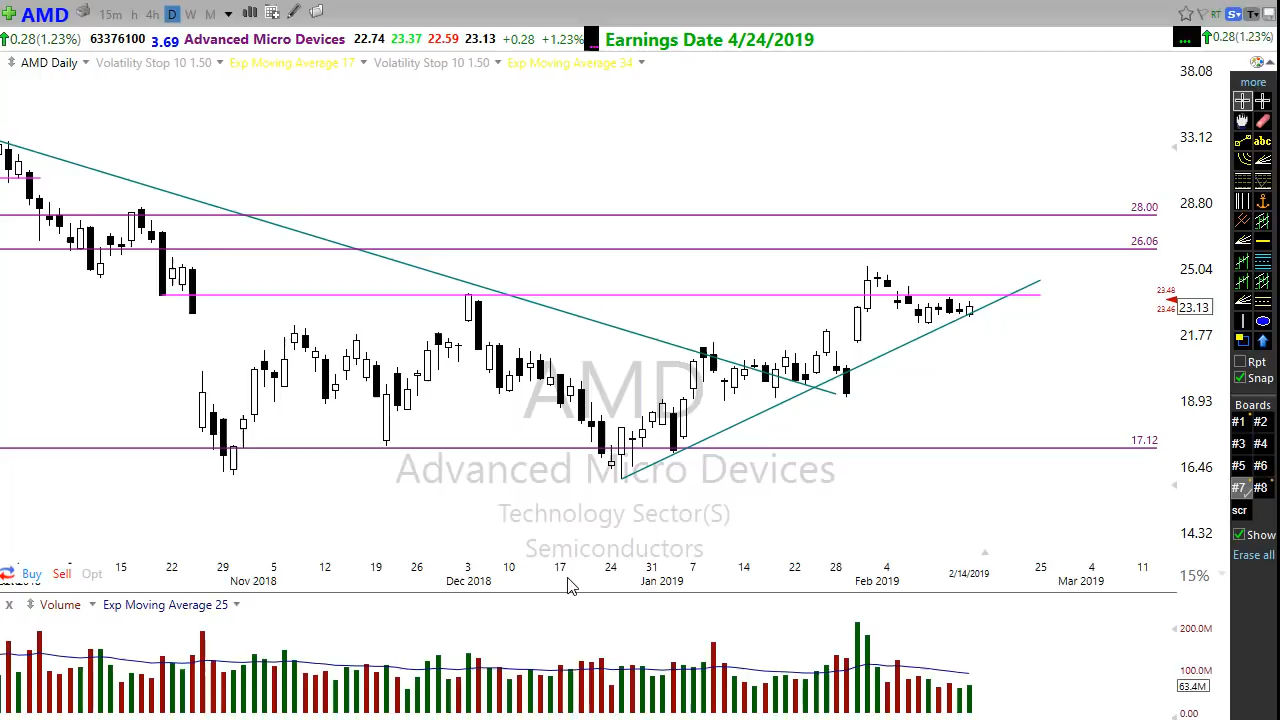 AMD 15m h 4h D W M RT S T
0.28(1.23%) 63376100 3.69 Advanced Micro Devices 22.74 23.37 22.59 23.13 +0.28 +1.23% ... Earnings Date 4/24/2019 ... 0.28(1.23%)
AMD Daily Volatility Stop 10 1.50 Exp Moving Average 17 Volatility Stop 10 1.50 Exp Moving Average 34
38.08
more
abc
33.12
28.80
28.00
26.06
25.04
23.48
23.46
23.13
21.77
Rpt
Snap
AMD
18.93
Boards
#1 #2
#3 #4
17.12
Advanced Micro Devices
16.46
#5 #6
#7 #8
Technology Sector(S)
scr
14.32
Show
Semiconductors
Erase all
15 22 29 5 12 19 26 3 10 17 24 31 7 14 22 28 4 2/14/2019 25 4 11
Buy Sell Opt
Nov 2018 Dec 2018 Jan 2019 Feb 2019 Mar 2019
15%
x Volume Exp Moving Average 25
200.0M
100.0M
63.4M
0.00